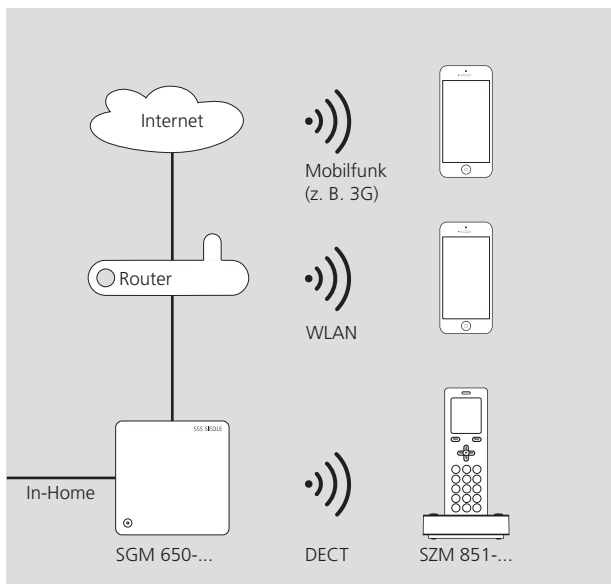 Internet
Mobilfunk
(z. B. 3G)
Router
WLAN
SSS SIEDLE
In-Home
SGM 650-...
DECT
SZM 851-...